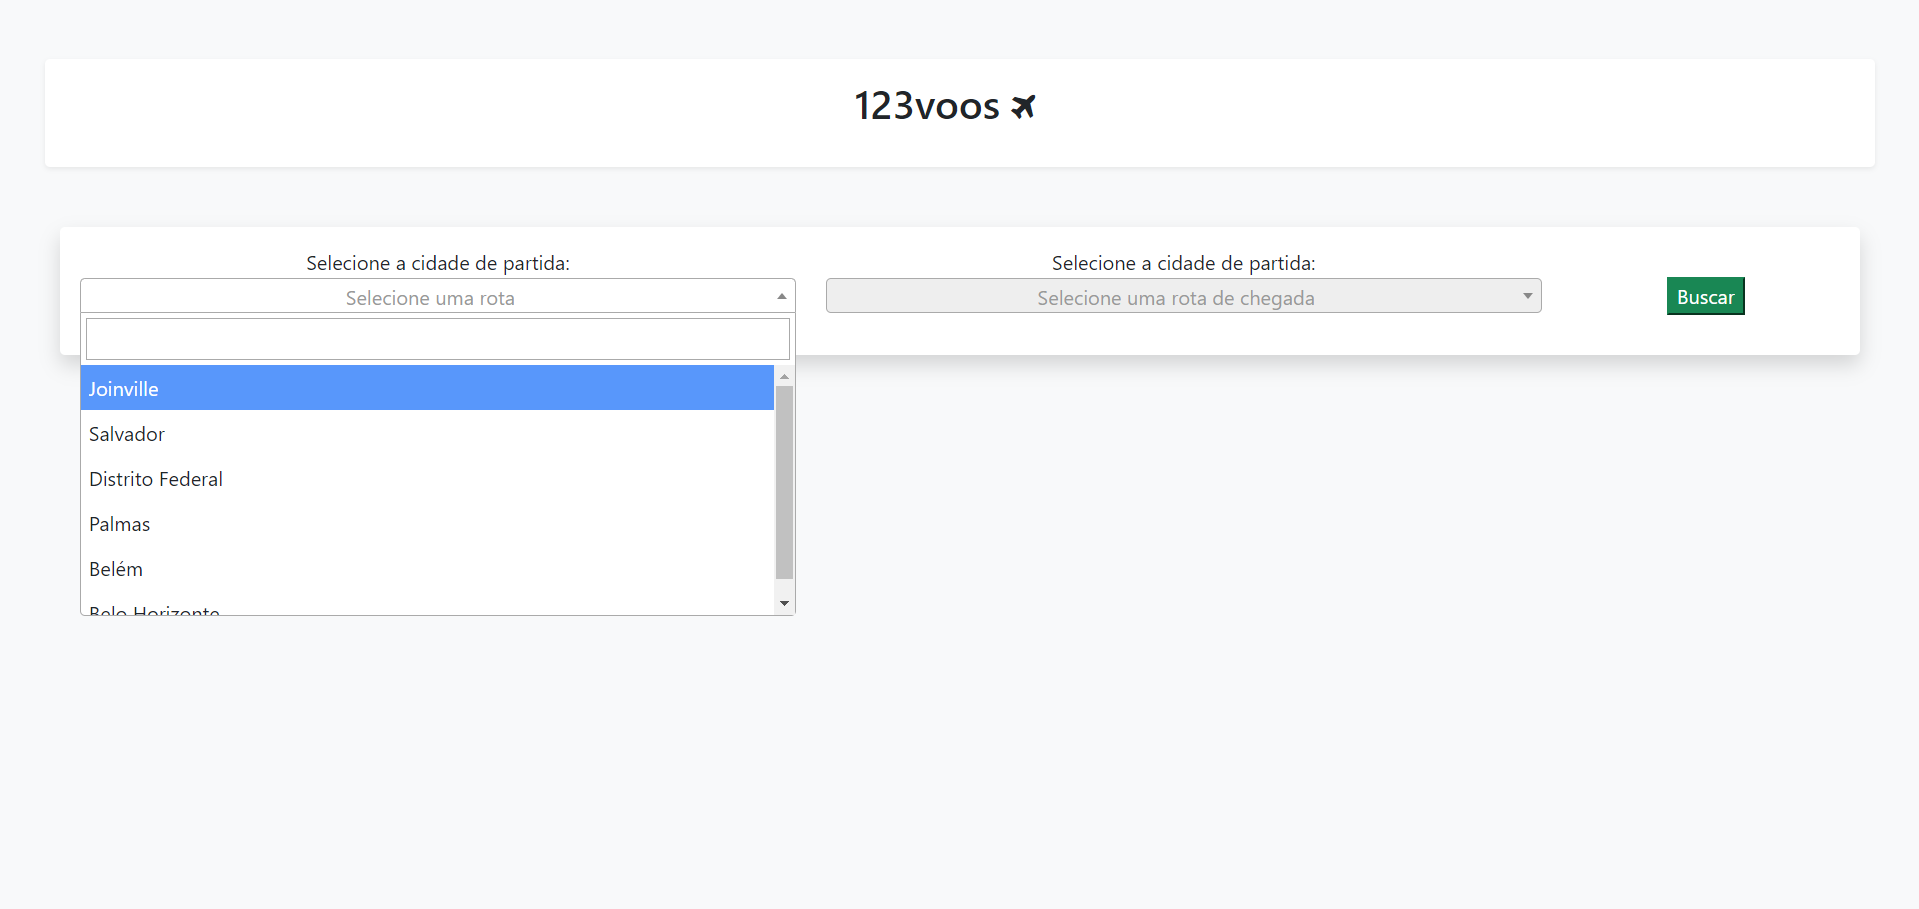 123voos
Selecione a cidade de partida:
Selecione uma rota
Selecione a cidade de partida:
Selecione uma rota de chegada
Buscar
Joinville
Salvador
Distrito Federal
Palmas
Belém
Belo Horizonte